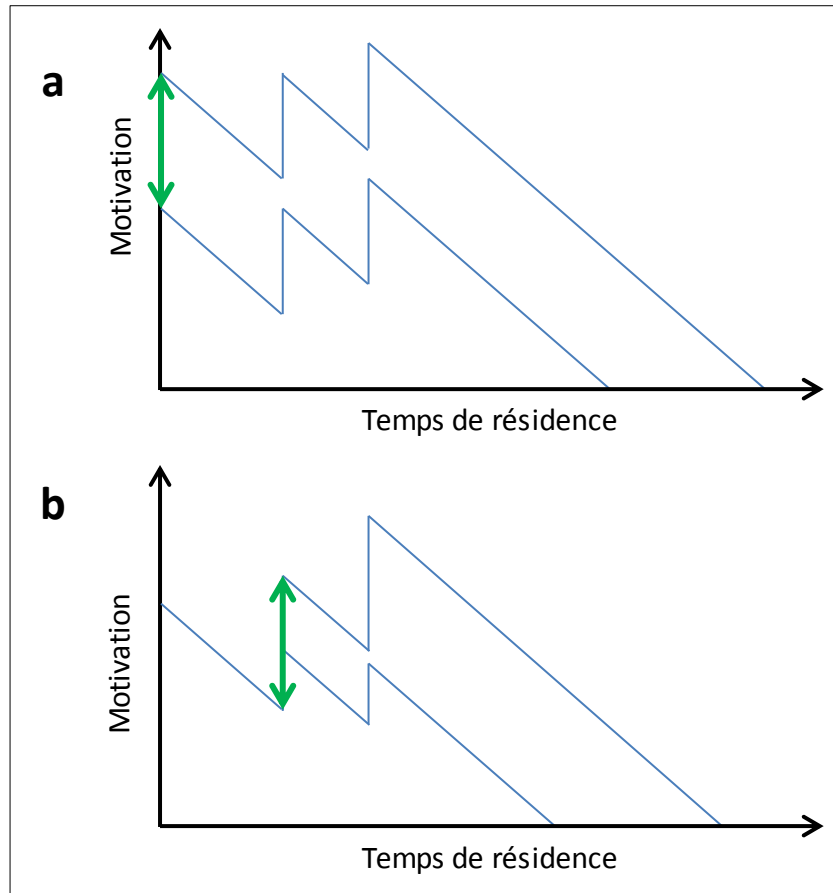 a
Motivation
Temps de résidence
b
Motivation
Temps de résidence